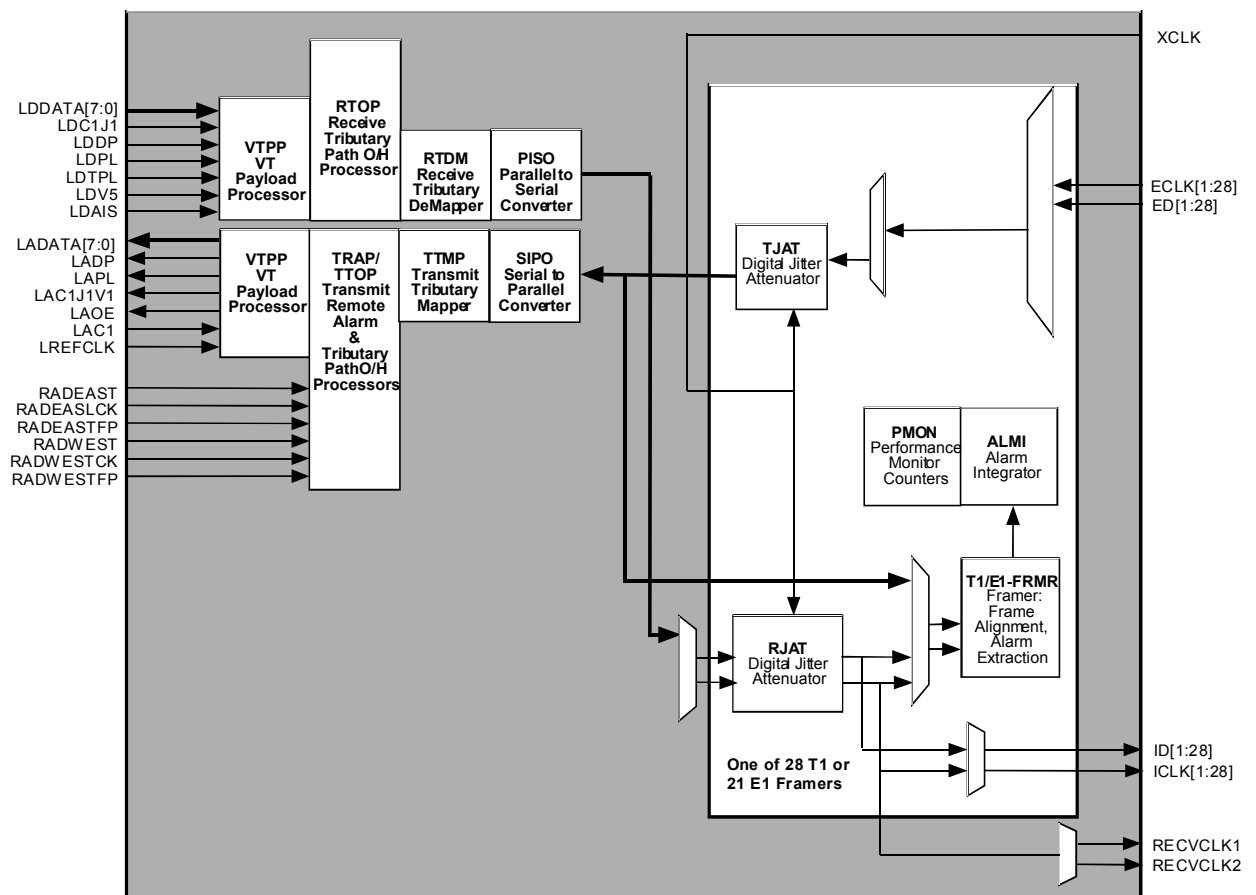 XCLK
LDDATA[7:0]
LDC1J1
LDDP
LDPL
LDTPL
LDV5
LDAIS
VTPP
VT
Payload
Processor
RTOP
Receive
Tributary
Path O/H
Processor
RTDM
Receive
Tributary
DeMapper
PISO
Parallel to
Serial
Converter
ECLK[1:28]
ED[1:28]
LADATA[7:0]
LADP
LAPL
LAC1J1V1
LAOE
LAC1
LREFCLK
VTPP
VT
Payload
Processor
TRAP/
TTOP
Transmit
Remote
Alarm
&
Tributary
PathO/H
Processors
TTMP
Transmit
Tributary
Mapper
SIPO
Serial to
Parallel
Converter
TJAT
Digital Jitter
Attenuator
RADEAST
RADEASLCK
RADEASTFP
RADWEST
RADWESTCK
RADWESTFP
PMON
Performance
Monitor
Counters
ALMI
Alarm
Integrator
T1/E1-FRMR
Framer:
Frame
Alignment,
Alarm
Extraction
RJAT
Digital Jitter
Attenuator
One of 28 T1 or
21 E1 Framers
ID[1:28]
ICLK[1:28]
RECVCLK1
RECVCLK2